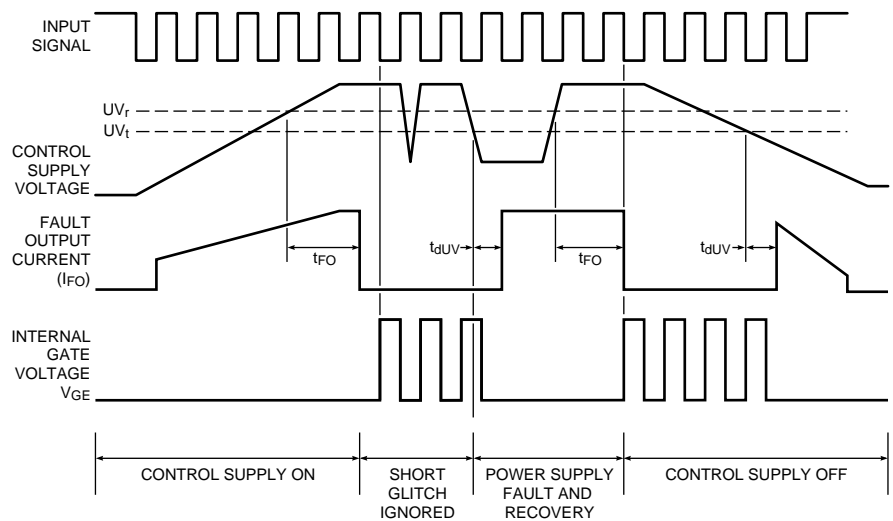 INPUT
SIGNAL
UVr
UVt
CONTROL
SUPPLY
VOLTAGE
FAULT
OUTPUT
CURRENT
(IFO)
tFO
tdUV
tFO
tdUV
INTERNAL
GATE
VOLTAGE
VGE
CONTROL SUPPLY ON
SHORT
GLITCH
IGNORED
POWER SUPPLY
FAULT AND
RECOVERY
CONTROL SUPPLY OFF